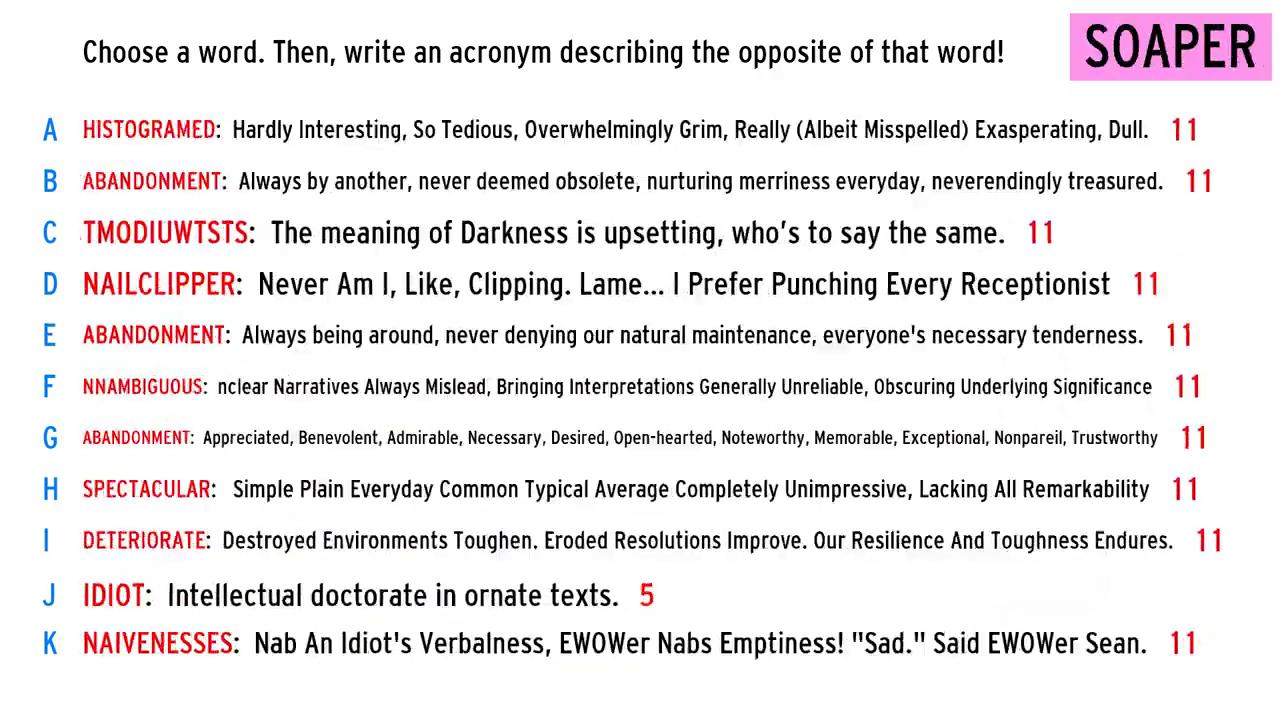 Choose a word. Then, write an acronym describing the opposite of that word!
SOAPER
A HISTOGRAMED: Hardly Interesting, So Tedious, Overwhelmingly Grim, Really (Albeit Misspelled) Exasperating, Dull. 11
B ABANDONMENT: Always by another, never deemed obsolete, nurturing merriness everyday, neverendingly treasured. 11
C TMODIUWTSTS: The meaning of Darkness is upsetting, who's to say the same. 11
D NAILCLIPPER: Never Am I, Like, Clipping. Lame... I Prefer Punching Every Receptionist 11
E ABANDONMENT: Always being around, never denying our natural maintenance, everyone's necessary tenderness. 11
F NNAMBIGUOUS: nclear Narratives Always Mislead, Bringing Interpretations Generally Unreliable, Obscuring Underlying Significance 11
G ABANDONMENT: Appreciated, Benevolent, Admirable, Necessary, Desired, Open-hearted, Noteworthy, Memorable, Exceptional, Nonpareil, Trustworthy 11
H SPECTACULAR: Simple Plain Everyday Common Typical Average Completely Unimpressive, Lacking All Remarkability 11
I DETERIORATE: Destroyed Environments Toughen. Eroded Resolutions Improve. Our Resilience And Toughness Endures. 11
J IDIOT: Intellectual doctorate in ornate texts. 5
K NAIVENESSES: Nab An Idiot's Verbalness, EWOWer Nabs Emptiness! "Sad." Said EWOWer Sean. 11